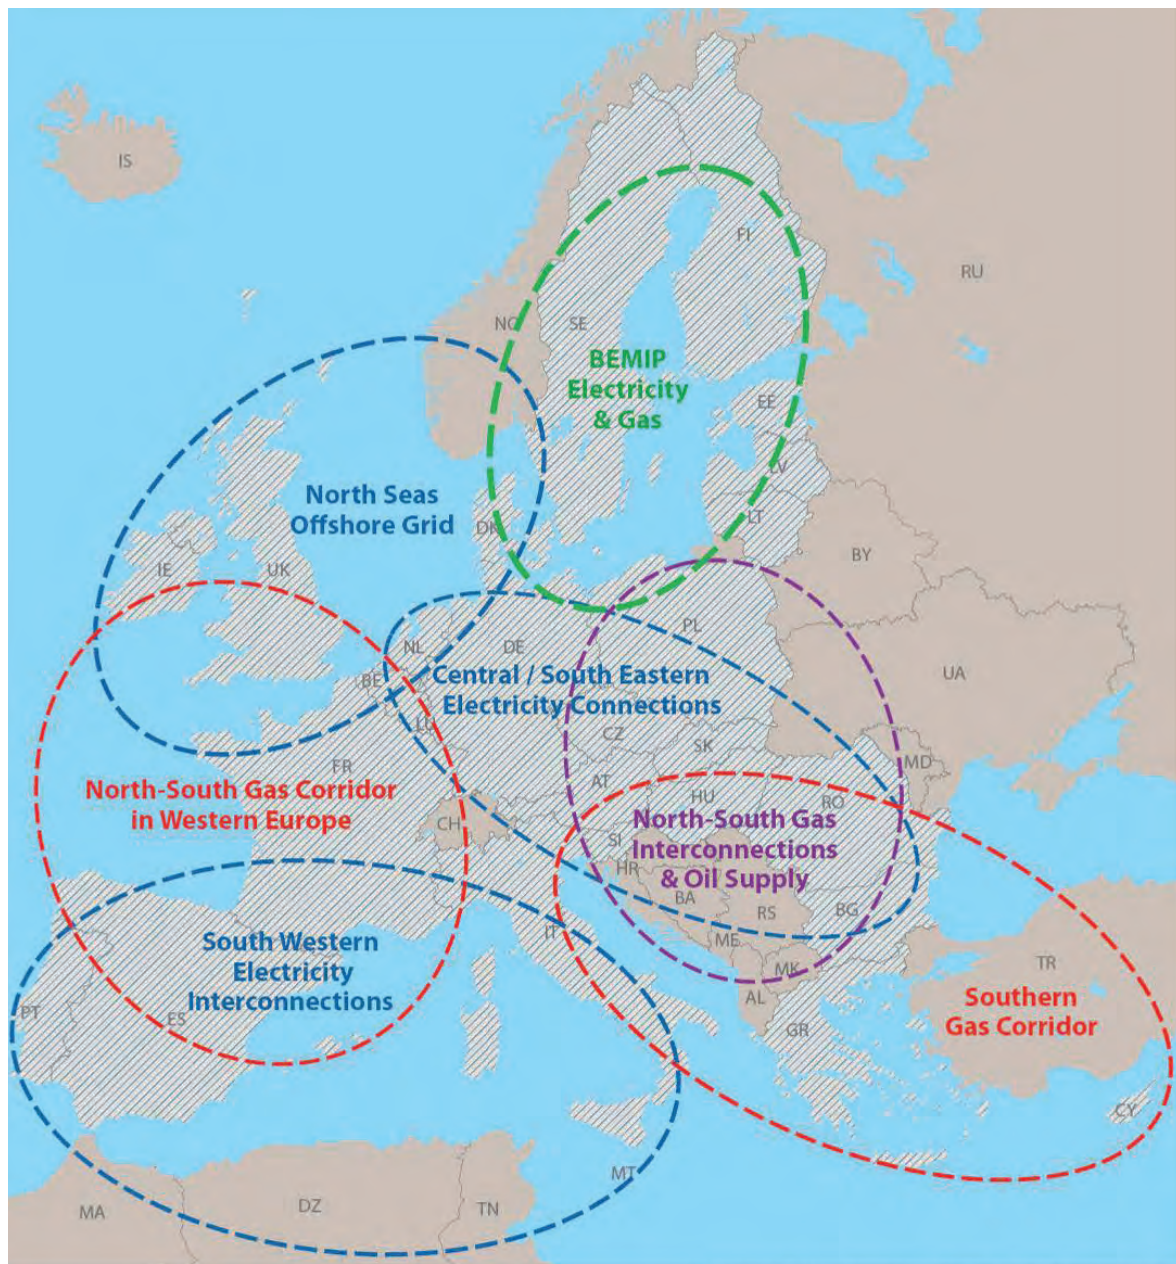 IS
FI
RU
NO
SE
BEMIP
Electricity
& Gas
EE
LV
LT
North Seas
Offshore Grid
DK
BY
IE
UK
PL
NL
DE
UA
BE
Central / South Eastern
Electricity Connections
LU
CZ
SK
MD
FR
AT
HU
RO
North-South Gas Corridor
in Western Europe
CH
North-South Gas
Interconnections
& Oil Supply
SI
HR
BA
RS
BG
IT
ME
MK
South Western
Electricity
Interconnections
TR
AL
Southern
Gas Corridor
PT
ES
GR
CY
MT
MA
DZ
TN